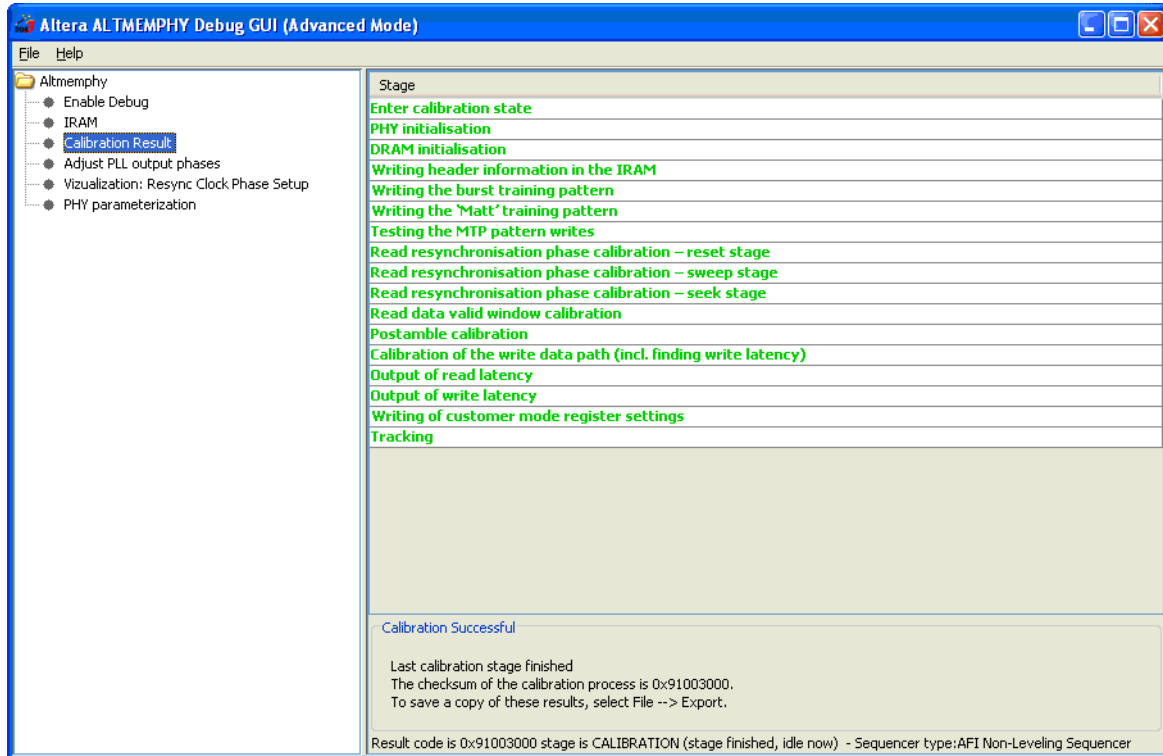 Altera ALTMEMPHY Debug GUI (Advanced Mode)
File Help
Altmemphy
Enable Debug
IRAM
Calibration Result
Adjust PLL output phases
Vizualization: Resync Clock Phase Setup
PHY parameterization
Stage
Enter calibration state
PHY initialisation
DRAM initialisation
Writing header information in the IRAM
Writing the burst training pattern
Writing the ‘Matt’ training pattern
Testing the MTP pattern writes
Read resynchronisation phase calibration – reset stage
Read resynchronisation phase calibration – sweep stage
Read resynchronisation phase calibration – seek stage
Read data valid window calibration
Postamble calibration
Calibration of the write data path (incl. finding write latency)
Output of read latency
Output of write latency
Writing of customer mode register settings
Tracking
Calibration Successful
Last calibration stage finished
The checksum of the calibration process is 0x91003000.
To save a copy of these results, select File --> Export.
Result code is 0x91003000 stage is CALIBRATION (stage finished, idle now) - Sequencer type:AFI Non-Leveling Sequencer